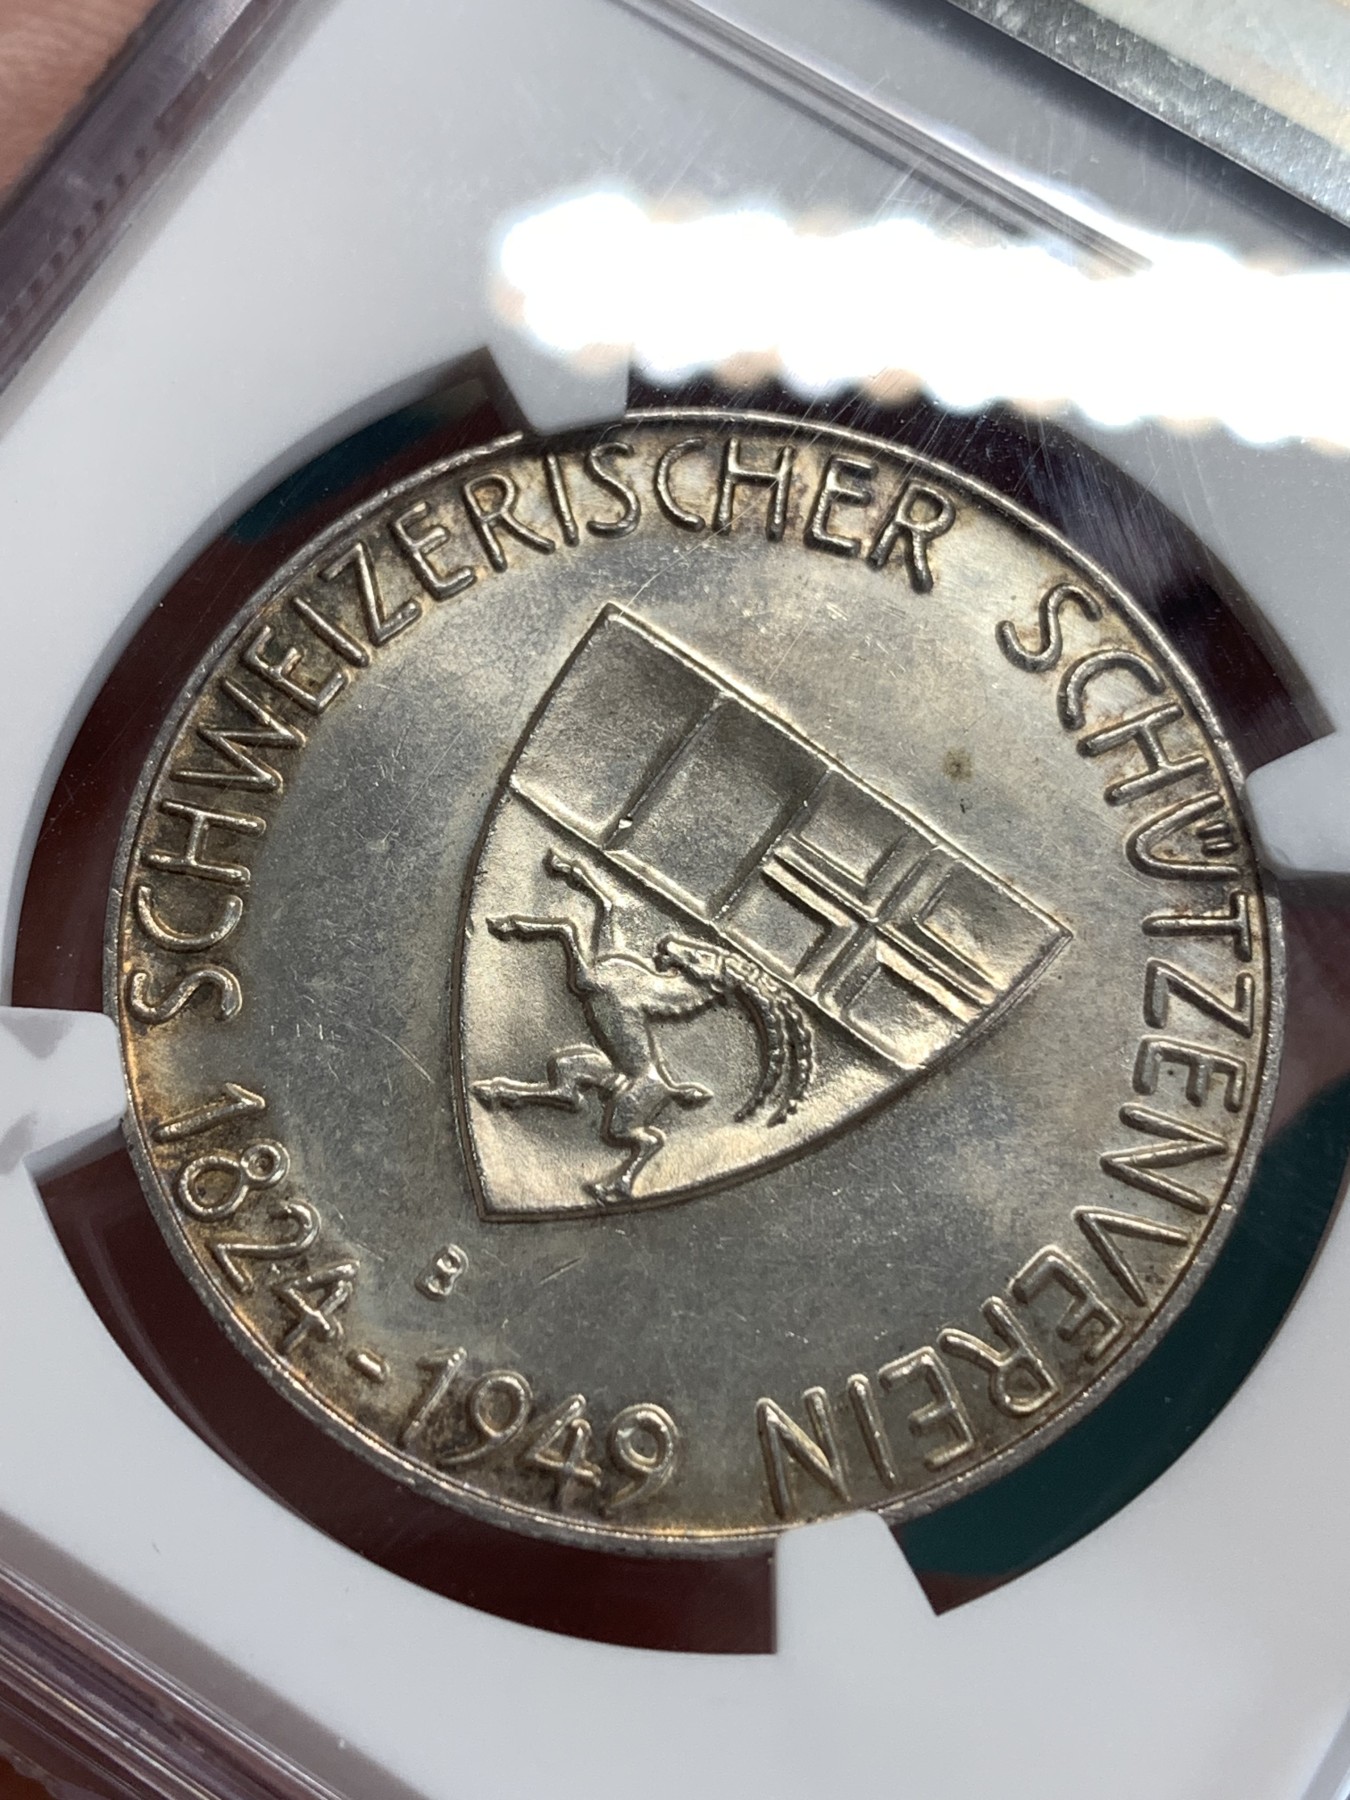 SCHWEIZERISCHER SCHÜTZENVEREIN
1824-1949
B